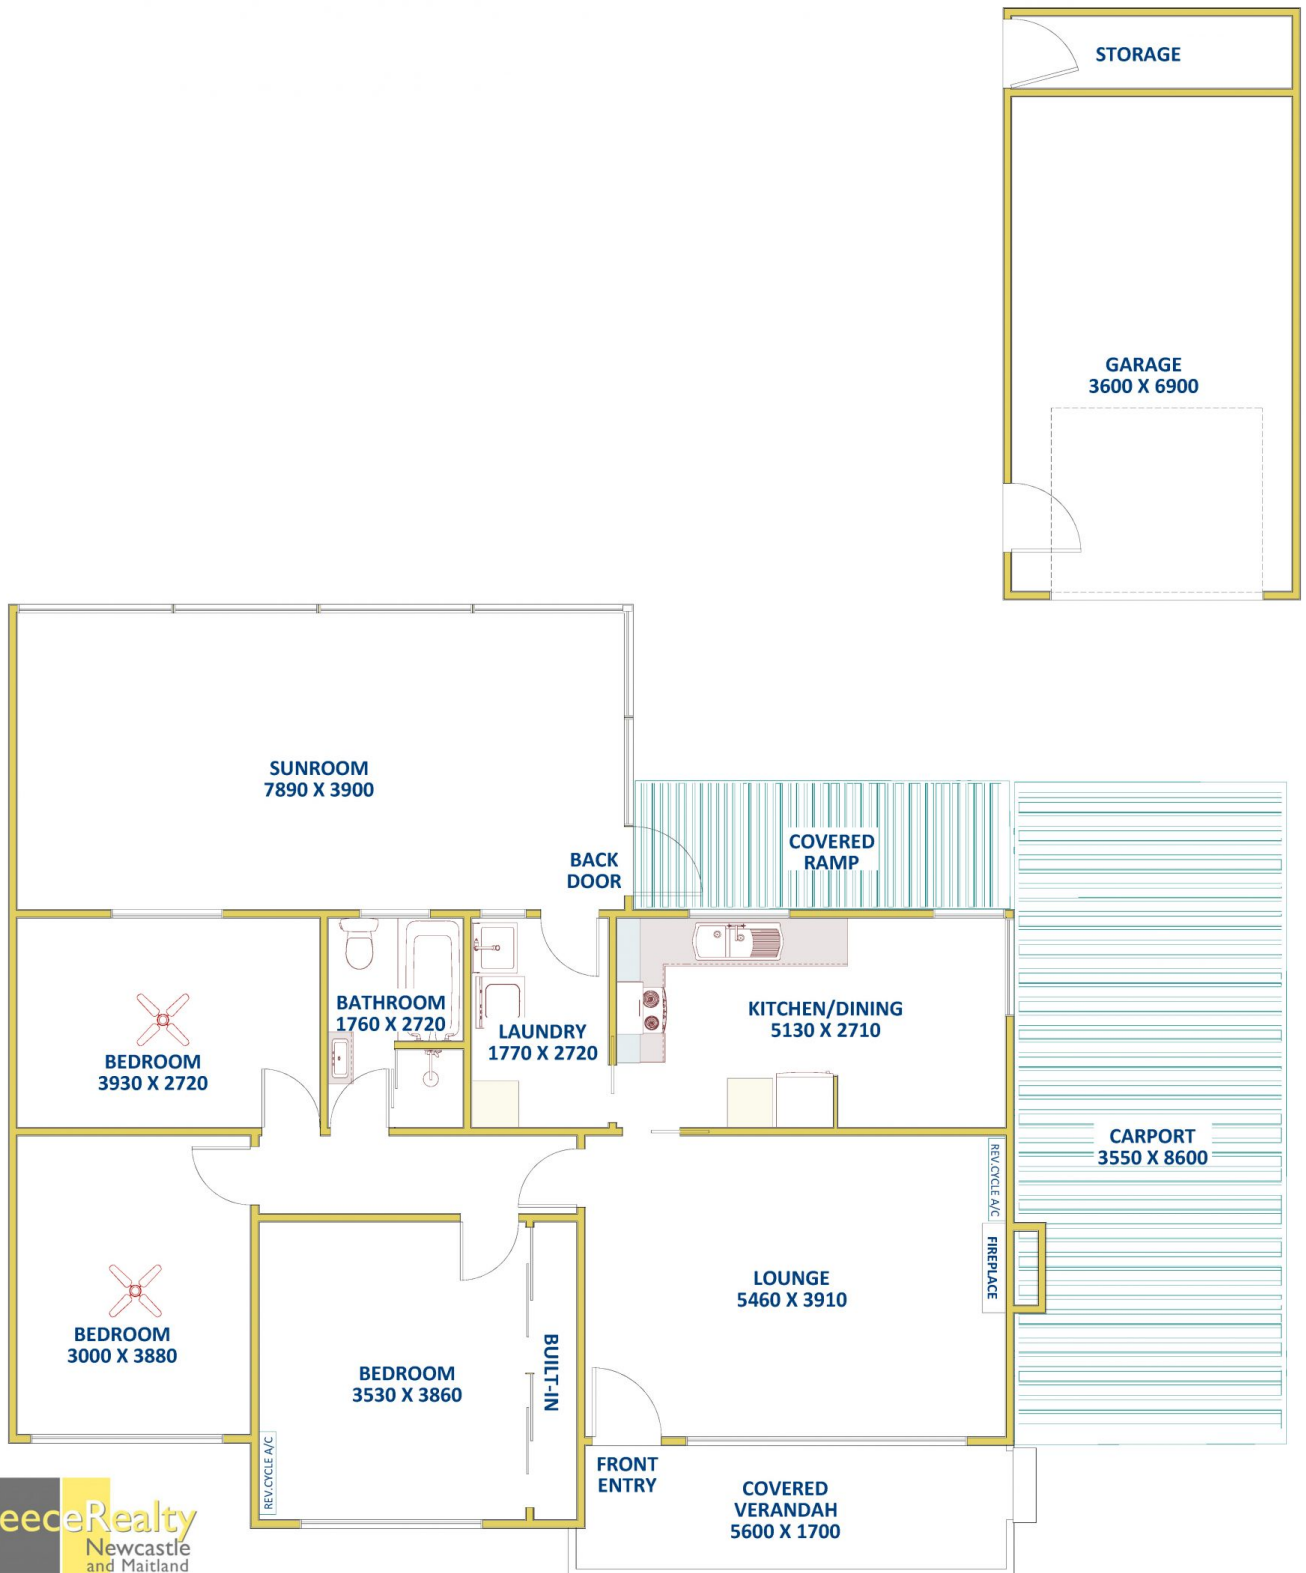 STORAGE
GARAGE
3600 X 6900
SUNROOM
7890 X 3900
BACK
DOOR
COVERED
RAMP
BATHROOM
1760 X 2720
LAUNDRY
1770 X 2720
KITCHEN/DINING
5130 X 2710
BEDROOM
3930 X 2720
CARPORT
3550 X 8600
REV.CYCLE A/C
FIREPLACE
LOUNGE
5460 X 3910
BEDROOM
3000 X 3880
BEDROOM
3530 X 3860
BUILT-IN
REV.CYCLE A/C
FRONT
ENTRY
COVERED
VERANDAH
5600 X 1700
eeceRealty
Newcastle
and Maitland